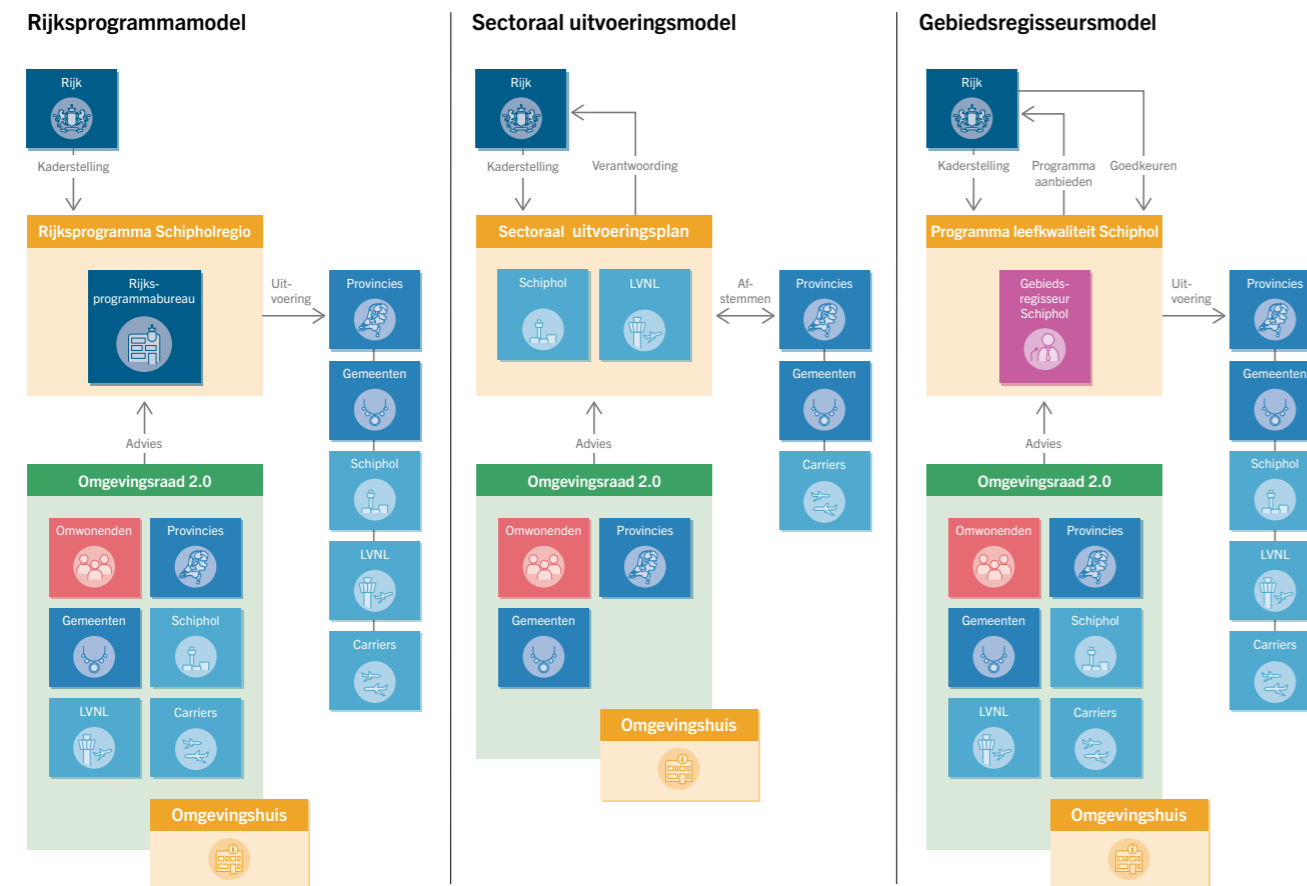 Rijksprogrammamodel
Rijk
Kaderstelling
Rijksprogramma Schipholregio
Rijks-
programmabureau
Uit-
voering
Provincies
Gemeenten
Schiphol
LVNL
Carriers
Advies
Omgevingsraad 2.0
Omwonenden
Provincies
Gemeenten
Schiphol
LVNL
Carriers
Omgevingshuis
Sectoraal uitvoeringsmodel
Rijk
Kaderstelling
Verantwoording
Sectoraal uitvoeringsplan
Schiphol
LVNL
Af-
stemmen
Provincies
Gemeenten
Carriers
Advies
Omgevingsraad 2.0
Omwonenden
Provincies
Gemeenten
Omgevingshuis
Gebiedsregisseursmodel
Rijk
Kaderstelling
Programma
aanbieden
Goedkeuren
Programma leefkwaliteit Schiphol
Gebieds-
regisseur
Schiphol
Uit-
voering
Provincies
Gemeenten
Schiphol
LVNL
Carriers
Advies
Omgevingsraad 2.0
Omwonenden
Provincies
Gemeenten
Schiphol
LVNL
Carriers
Omgevingshuis